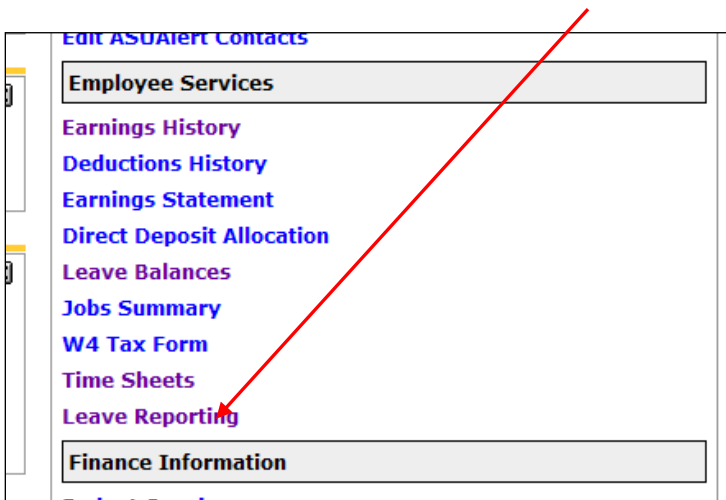 Edit ASUAlert Contacts
Employee Services
Earnings History
Deductions History
Earnings Statement
Direct Deposit Allocation
Leave Balances
Jobs Summary
W4 Tax Form
Time Sheets
Leave Reporting
Finance Information